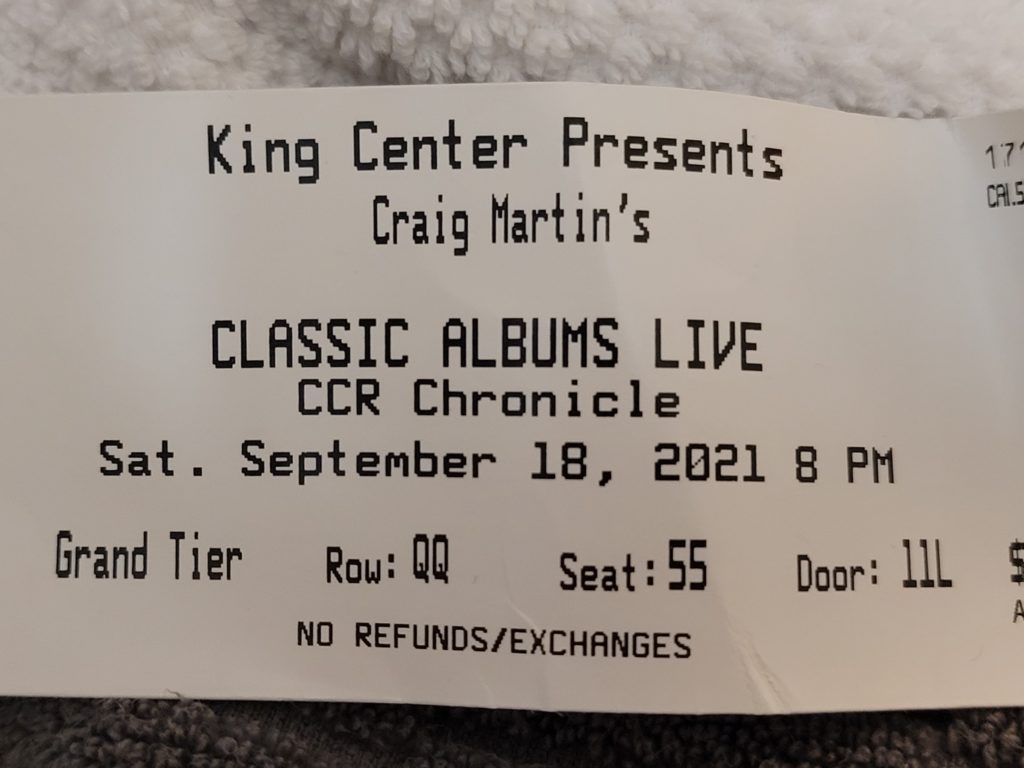 King Center Presents
Craig Martin's
CLASSIC ALBUMS LIVE
CCR Chronicle
Sat. September 18, 2021 8 PM
Grand Tier Row: QQ Seat: 55 Door: 11L $
NO REFUNDS/EXCHANGES